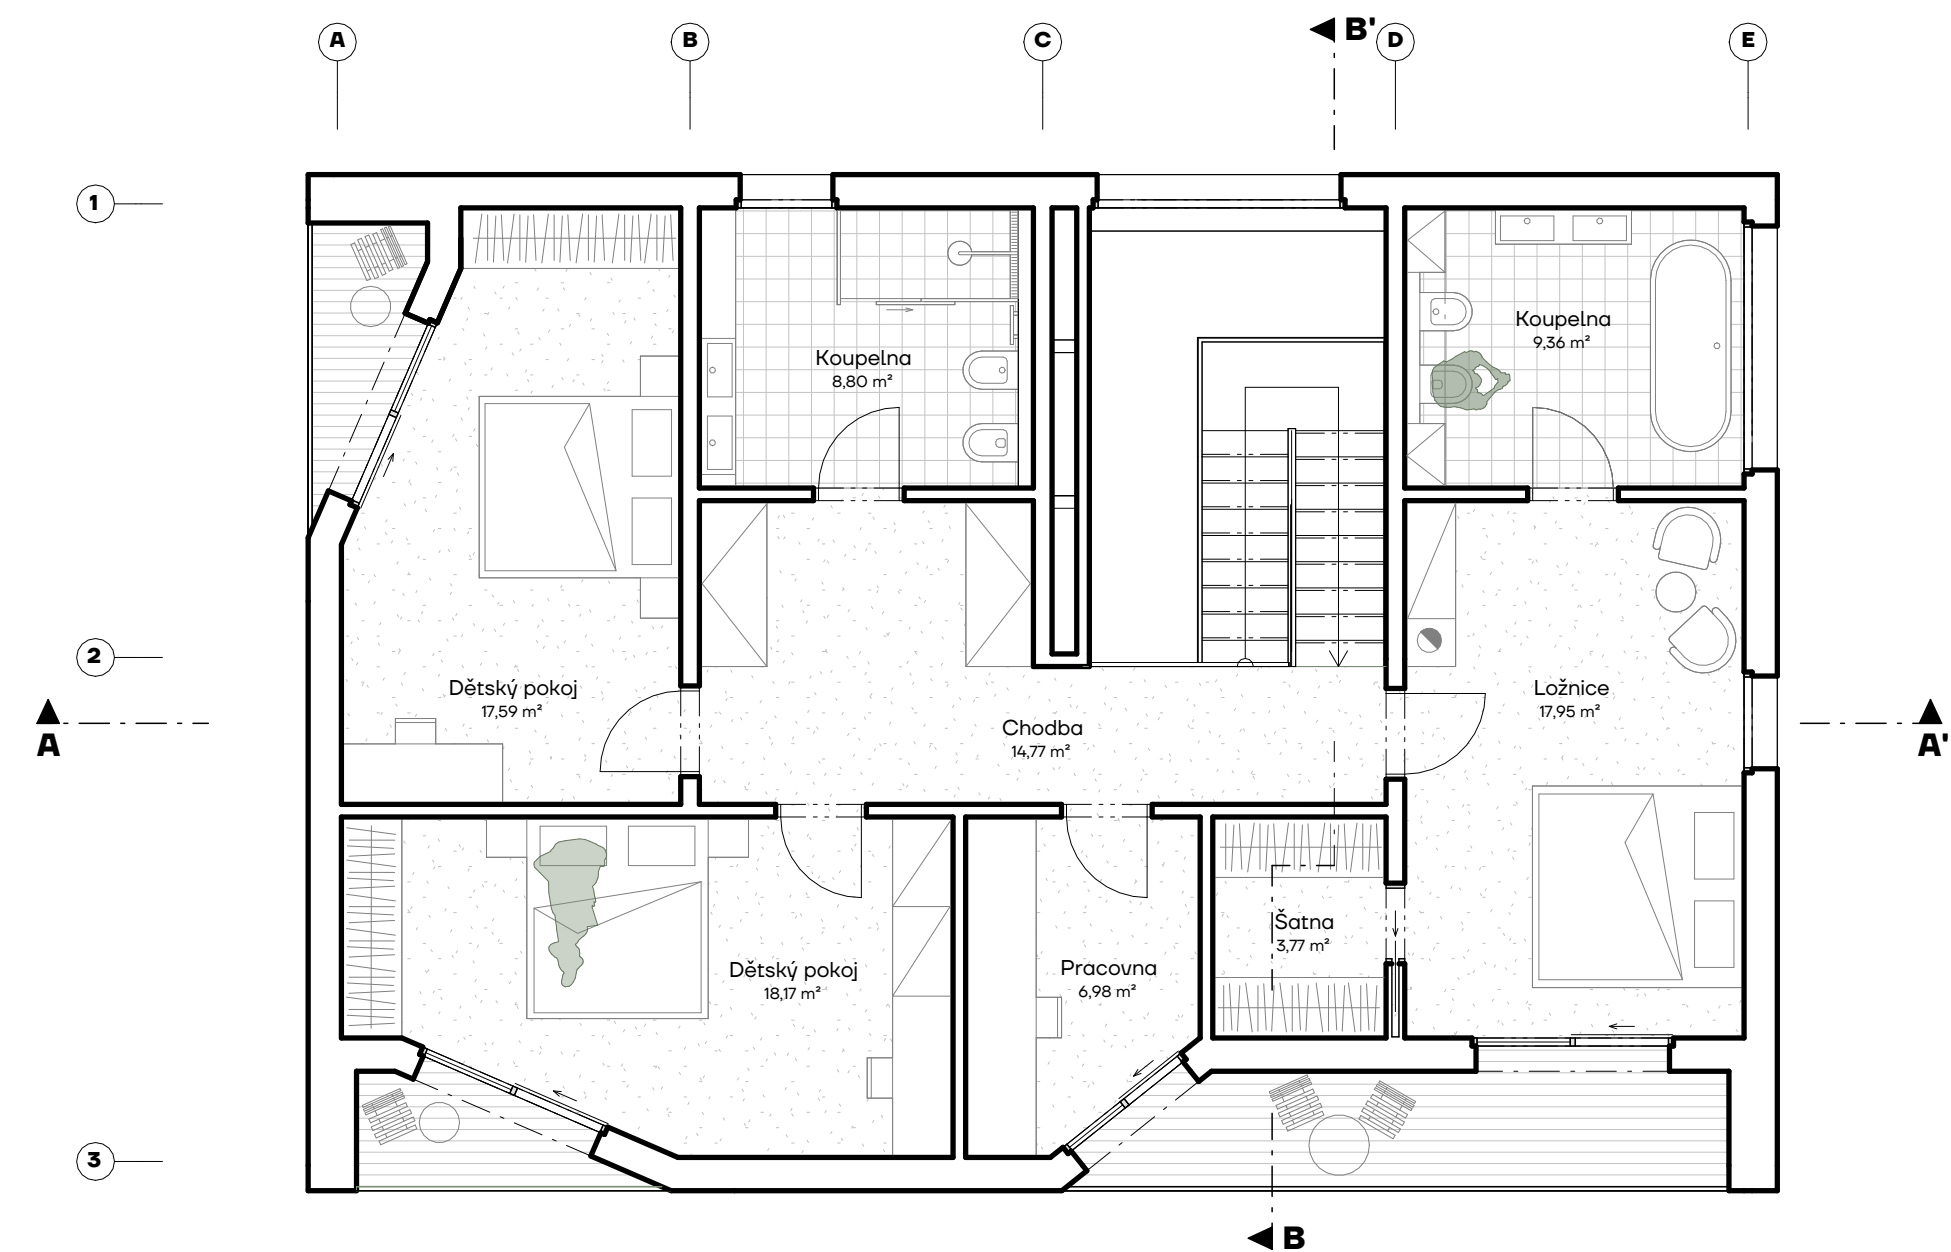 A
B
C
B'
D
E
1
Koupelna
9,36 m²
Koupelna
8,80 m²
2
Dětský pokoj
17,59 m²
Ložnice
17,95 m²
Chodba
14,77 m²
A
A'
Šatna
3,77 m²
Dětský pokoj
18,17 m²
Pracovna
6,98 m²
3
B